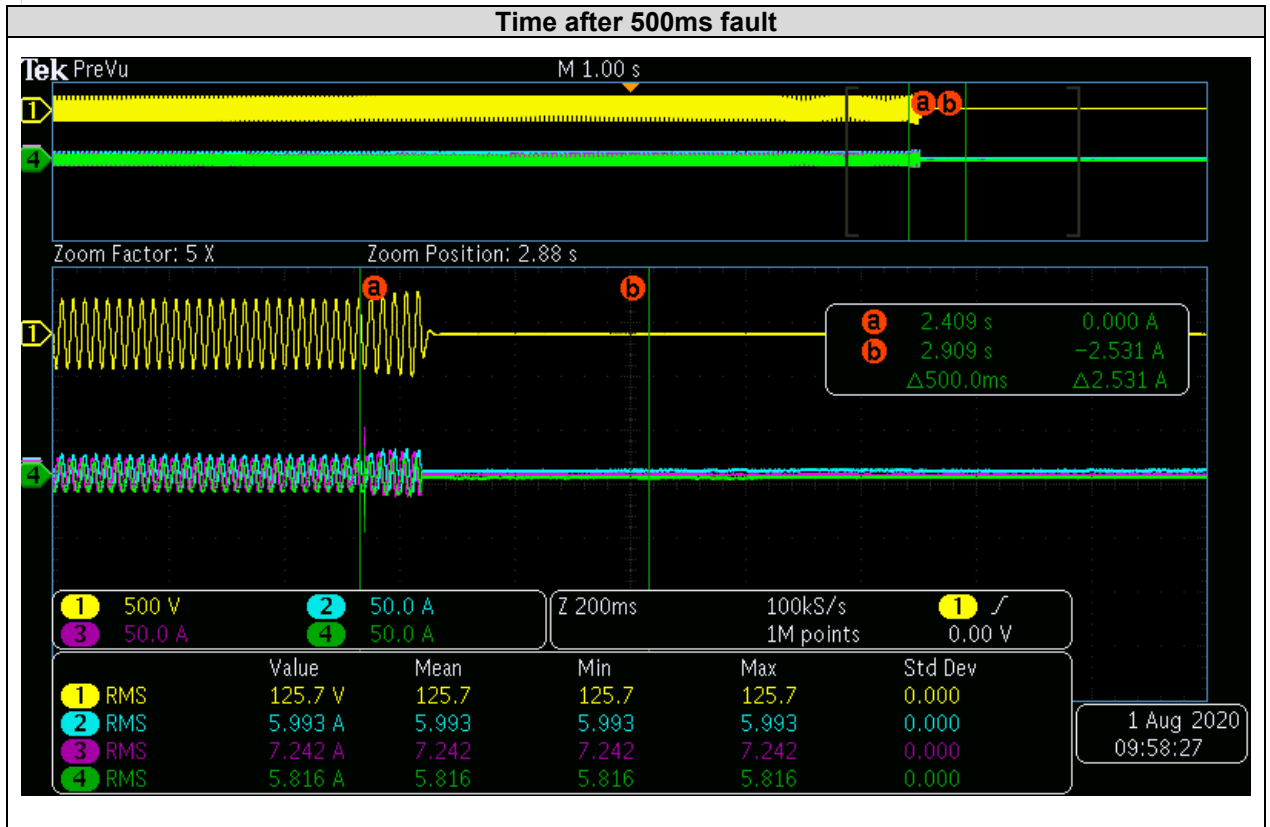 Time after 500ms fault
Tek PreVu M 1.00 s
1
a b
4
Zoom Factor: 5 X Zoom Position: 2.88 s
a b
1
a 2.409 s 0.000 A
b 2.909 s −2.531 A
△500.0ms △2.531 A
4
1 500 V 2 50.0 A Z 200ms 100kS/s 1
3 50.0 A 4 50.0 A 1M points 0.00 V
Value Mean Min Max Std Dev
1 RMS 125.7 V 125.7 125.7 125.7 0.000
2 RMS 5.993 A 5.993 5.993 5.993 0.000
3 RMS 7.242 A 7.242 7.242 7.242 0.000
4 RMS 5.816 A 5.816 5.816 5.816 0.000
1 Aug 2020
09:58:27